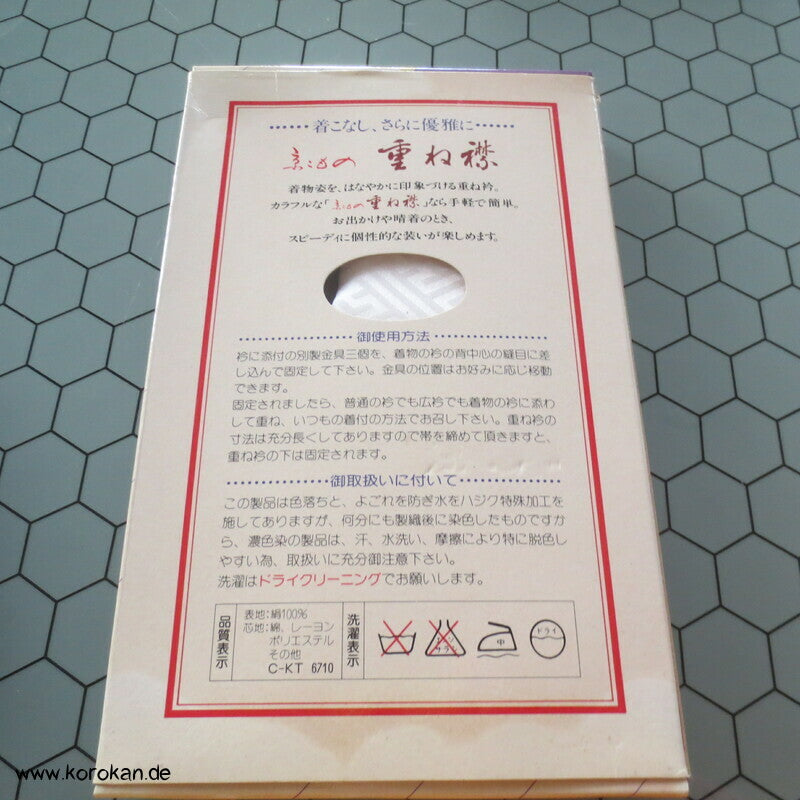 ……着こなし、さらに優雅に……
京こもの 重ね襟
着物姿を、はなやかに印象づける重ね衿。
カラフルな「京こもの重ね襟」なら手軽で簡単。
お出かけや晴着のとき、
スピーディに個性的な装いが楽しめます。
御使用方法
衿に添付の別製金具三個を、着物の衿の背中心の縫目に差
し込んで固定して下さい。金具の位置はお好みに応じ移動
できます。
固定されましたら、普通の衿でも広衿でも着物の衿に添わ
して重ね、いつもの着付の方法でお召し下さい。重ね衿の
寸法は充分長くしてありますので帯を締めて頂きますと、
重ね衿の下は固定されます。
御取扱いに付いて
この製品は色落ちと、よごれを防ぎ水をハジク特殊加工を
施してありますが、何分にも製織後に染色したものですか
ら、濃色染の製品は、汗、水洗い、摩擦により特に脱色し
やすい為、取扱いに充分御注意下さい。
洗濯はドライクリーニングでお願いします。
品質表示
表地:絹100%
芯地:綿、レーヨン
ポリエステル
その他
C-KT 6710
洗濯表示
エンソ
サラシ
中
ドライ
www.korokan.de